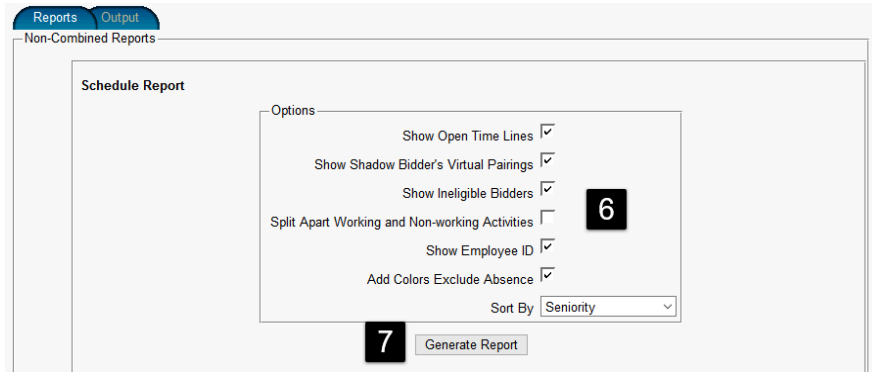 Reports Output
Non-Combined Reports
Schedule Report
Options
Show Open Time Lines
Show Shadow Bidder's Virtual Pairings
Show Ineligible Bidders
6
Split Apart Working and Non-working Activities
Show Employee ID
Add Colors Exclude Absence
Sort By Seniority
7 Generate Report